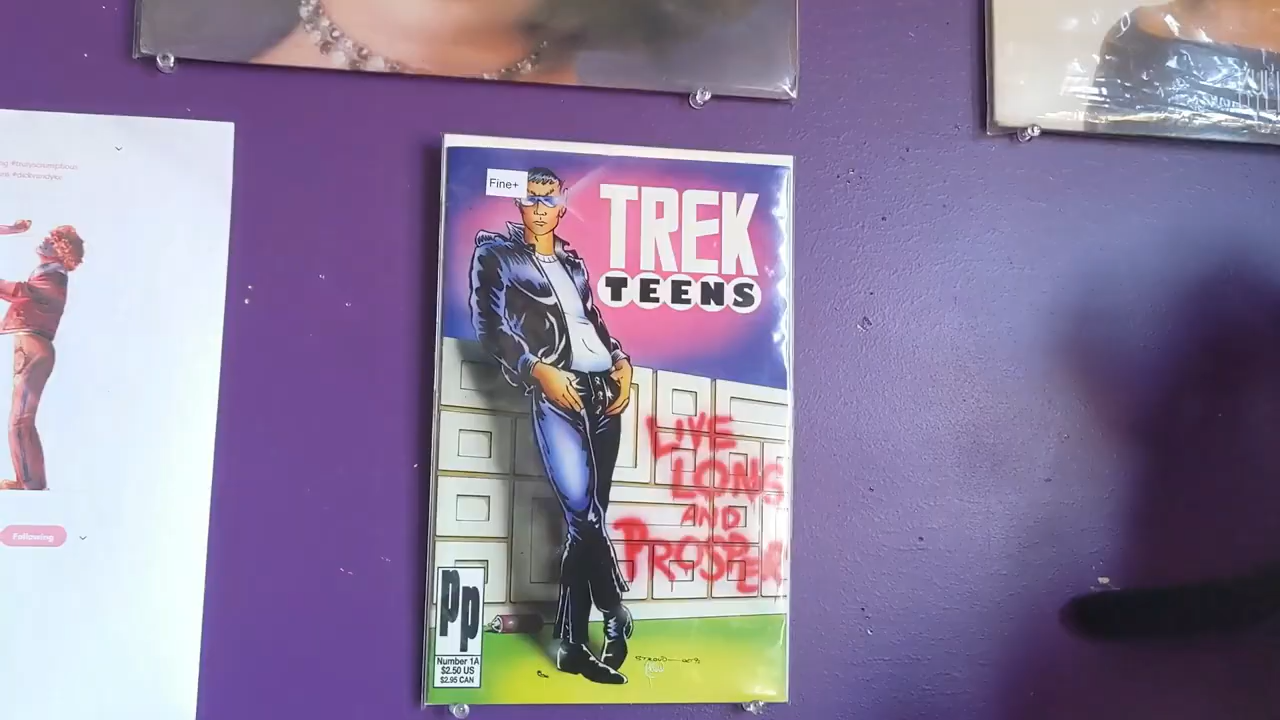 Fine+
TREK
TEENS
LIVE
LONG
AND
PROSPER
PP
Number 1A
$2.50 US
$2.95 CAN
Following